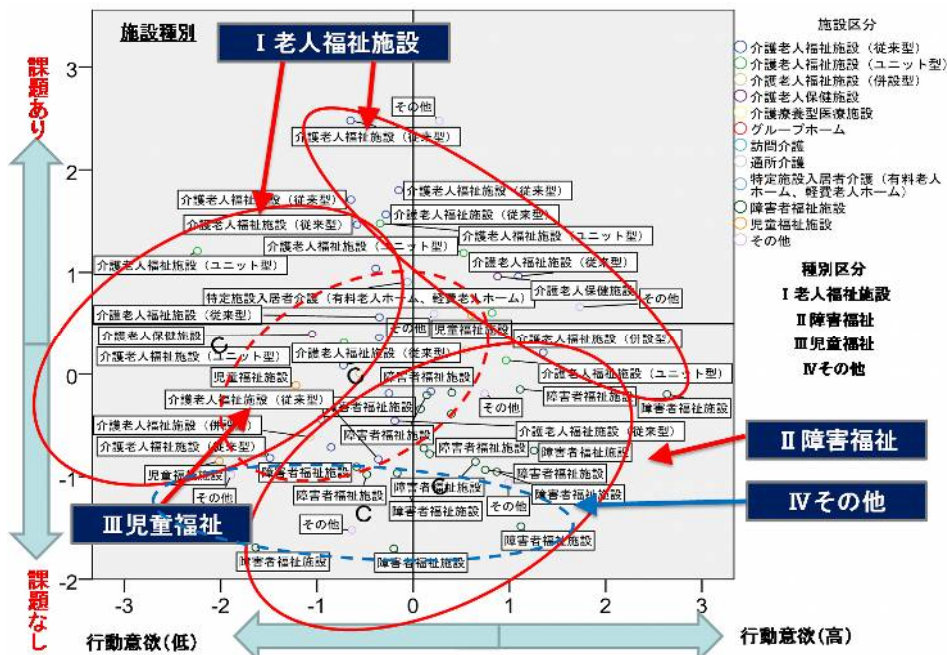 施設種別
Ⅰ老人福祉施設
施設区分
介護老人福祉施設（従来型）
介護老人福祉施設（ユニット型）
介護老人福祉施設（併設型）
介護老人保健施設
介護療養型医療施設
グループホーム
訪問介護
通所介護
特定施設入居者介護（有料老人
ホーム、軽費老人ホーム）
障害者福祉施設
児童福祉施設
その他
種別区分
Ⅰ老人福祉施設
Ⅱ障害福祉
Ⅲ児童福祉
Ⅳその他
課題あり
課題なし
3
2
1
0
-1
-2
その他
介護老人福祉施設（従来型）
介護老人福祉施設（従来型）
介護老人福祉施設（従来型）
介護老人福祉施設（従来型）
介護老人福祉施設（ユニット型）
介護老人福祉施設（ユニット型）
介護老人福祉施設（従来型）
介護老人保健施設
その他
特定施設入居者介護（有料老人ホーム、軽費老人ホーム）
介護老人福祉施設（従来型）
その他
児童福祉施設
介護老人保健施設
介護老人福祉施設（併設型）
介護老人福祉施設（ユニット型）
介護老人福祉施設（従来型）
介護老人福祉施設（ユニット型）
児童福祉施設
障害者福祉施設
介護老人福祉施設（従来型）
その他
障害者福祉施設
障害者福祉施設
障害者福祉施設
介護老人福祉施設（併設型）
障害者福祉施設
介護老人福祉施設（従来型）
介護老人福祉施設（従来型）
障害者福祉施設
障害者福祉施設
児童福祉施設
障害者福祉施設
障害者福祉施設
その他
障害者福祉施設
障害者福祉施設
その他
障害者福祉施設
障害者福祉施設
その他
障害者福祉施設
障害者福祉施設
障害者福祉施設
Ⅱ障害福祉
Ⅳその他
Ⅲ児童福祉
C
C
C
C
-3
-2
-1
0
1
2
3
行動意欲(低)
行動意欲(高)